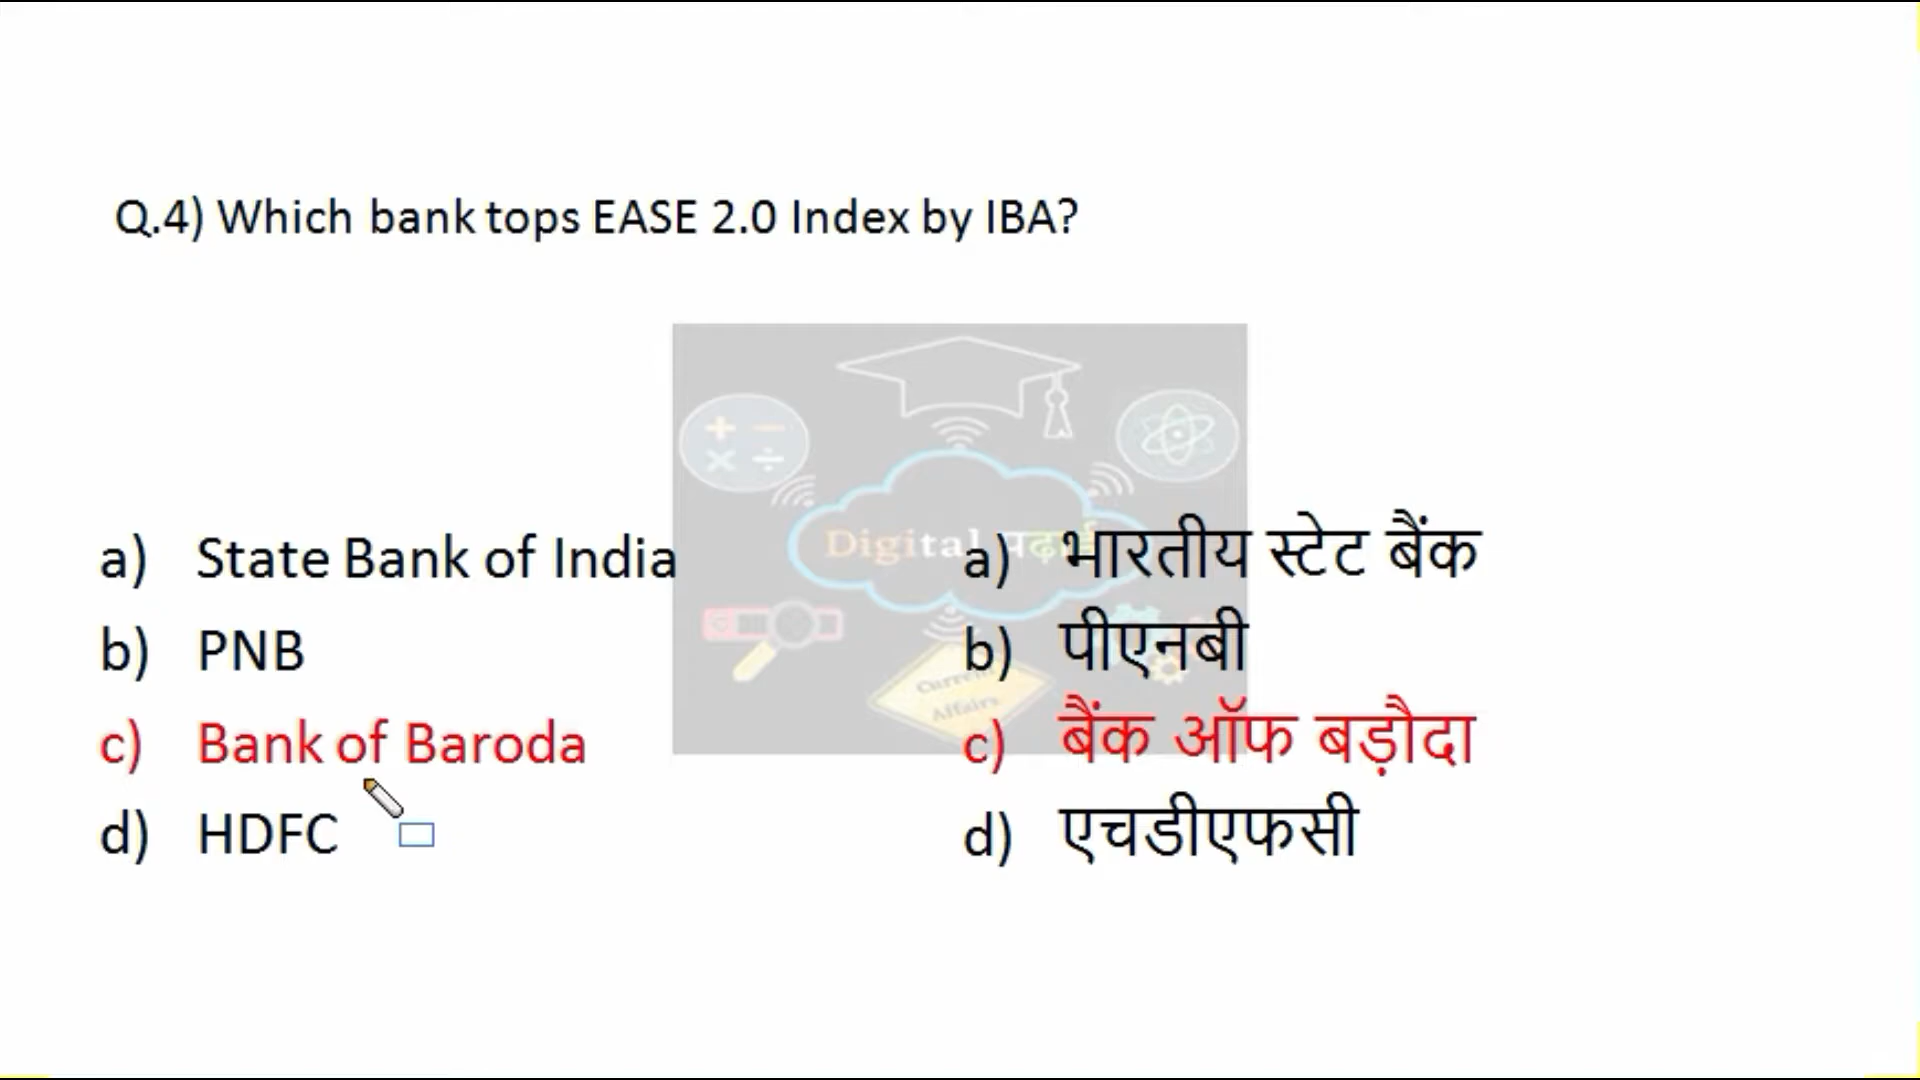 Q.4) Which bank tops EASE 2.0 Index by IBA?
Digital पढ़ाई
Current
Affairs
a) State Bank of India
b) PNB
c) Bank of Baroda
d) HDFC
a) भारतीय स्टेट बैंक
b) पीएनबी
c) बैंक ऑफ बड़ौदा
d) एचडीएफसी